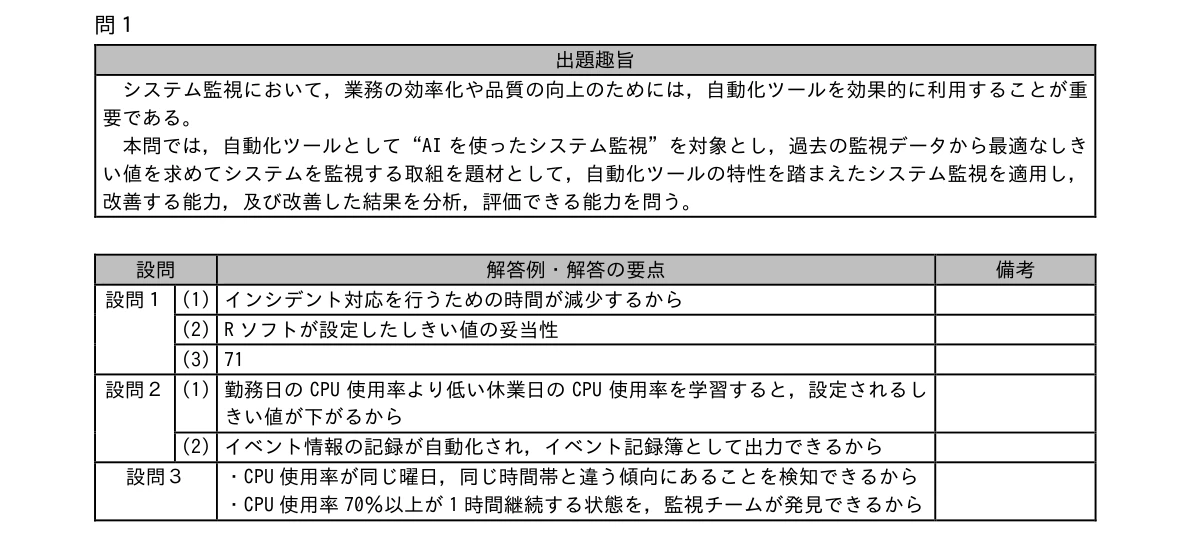 問１
出題趣旨
システム監視において，業務の効率化や品質の向上のためには，自動化ツールを効果的に利用することが重
要である。
本問では，自動化ツールとして“AI を使ったシステム監視”を対象とし，過去の監視データから最適なしき
い値を求めてシステムを監視する取組を題材として，自動化ツールの特性を踏まえたシステム監視を適用し，
改善する能力，及び改善した結果を分析，評価できる能力を問う。
設問 解答例・解答の要点 備考
設問１ (1) インシデント対応を行うための時間が減少するから
(2) R ソフトが設定したしきい値の妥当性
(3) 71
設問２ (1) 勤務日の CPU 使用率より低い休業日の CPU 使用率を学習すると，設定されるし
きい値が下がるから
(2) イベント情報の記録が自動化され，イベント記録簿として出力できるから
設問３ ・CPU 使用率が同じ曜日，同じ時間帯と違う傾向にあることを検知できるから
・CPU 使用率 70％以上が 1 時間継続する状態を，監視チームが発見できるから